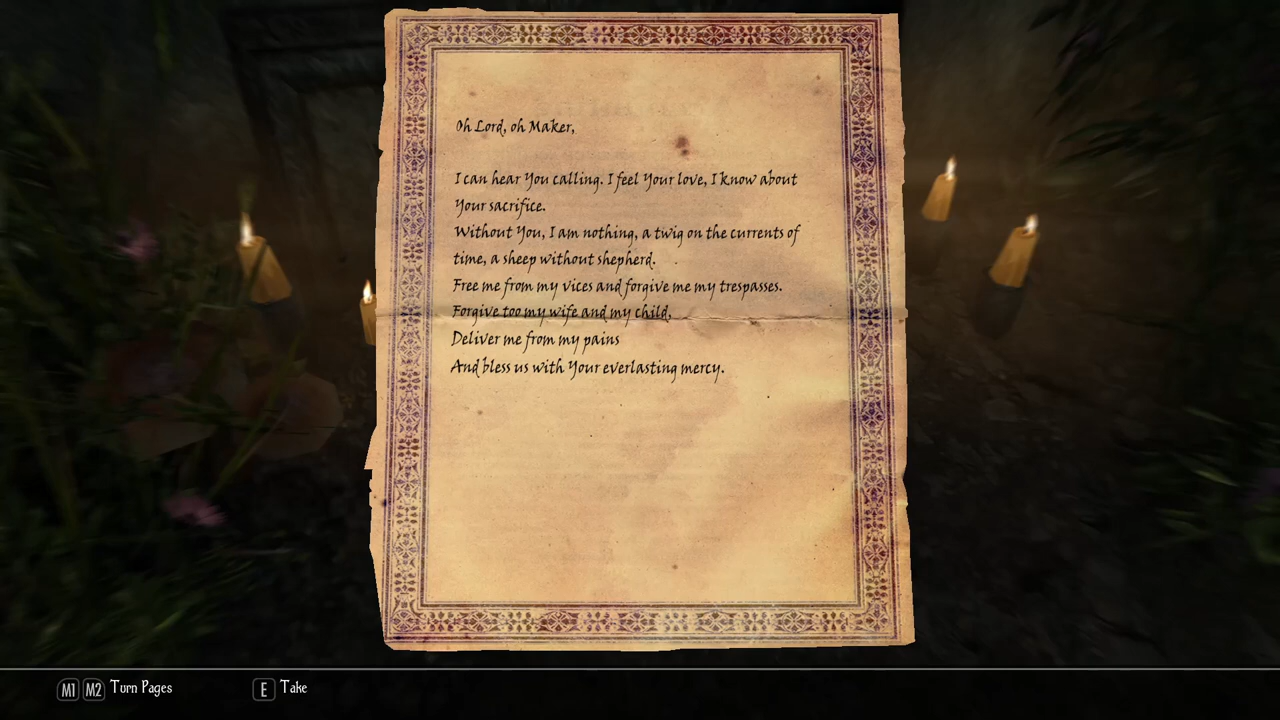 Oh Lord, oh Maker,
I can hear You calling. I feel Your love, I know about
Your sacrifice.
Without You, I am nothing, a twig on the currents of
time, a sheep without shepherd.
Free me from my vices and forgive me my trespasses.
Forgive too my wife and my child.
Deliver me from my pains
And bless us with Your everlasting mercy.
M1 M2 Turn Pages E Take